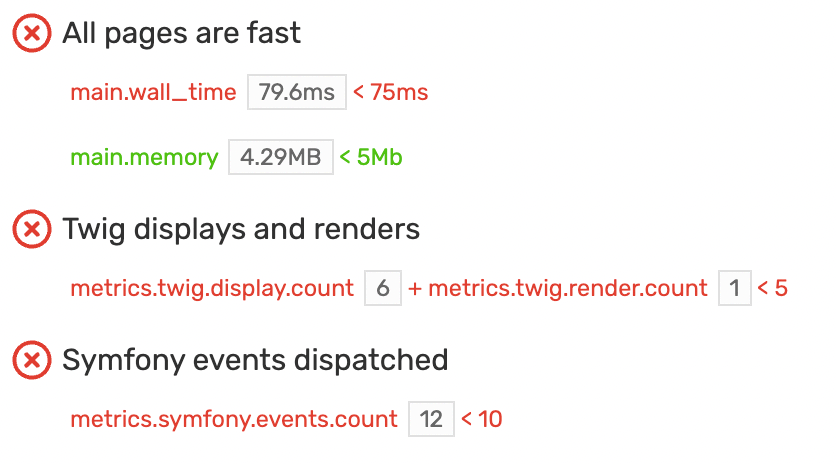 All pages are fast
main.wall_time 79.6ms < 75ms
main.memory 4.29MB < 5Mb
Twig displays and renders
metrics.twig.display.count 6 + metrics.twig.render.count 1 < 5
Symfony events dispatched
metrics.symfony.events.count 12 < 10